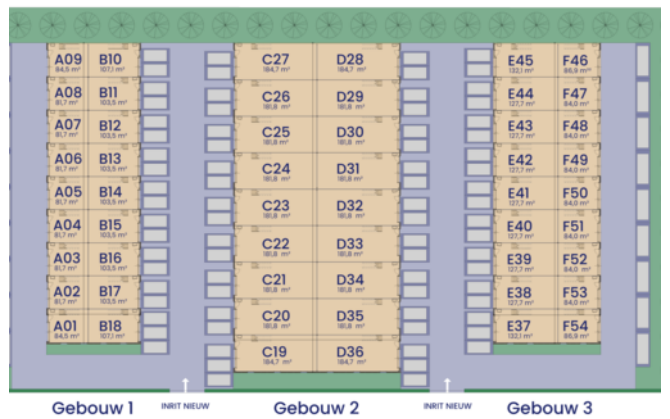 A09 B10 C27 D28 E45 F46
84,5 m² 107,1 m² 184,7 m² 184,7 m² 132,1 m² 86,9 m²
A08 B11 C26 D29 E44 F47
81,7 m² 103,5 m² 181,8 m² 181,8 m² 127,7 m² 84,0 m²
A07 B12 C25 D30 E43 F48
81,7 m² 103,5 m² 181,8 m² 181,8 m² 127,7 m² 84,0 m²
A06 B13 C24 D31 E42 F49
81,7 m² 103,5 m² 181,8 m² 181,8 m² 127,7 m² 84,0 m²
A05 B14 C23 D32 E41 F50
81,7 m² 103,5 m² 181,8 m² 181,8 m² 127,7 m² 84,0 m²
A04 B15 C22 D33 E40 F51
81,7 m² 103,5 m² 181,8 m² 181,8 m² 127,7 m² 84,0 m²
A03 B16 C21 D34 E39 F52
81,7 m² 103,5 m² 181,8 m² 181,8 m² 127,7 m² 84,0 m²
A02 B17 C20 D35 E38 F53
81,7 m² 103,5 m² 181,8 m² 181,8 m² 127,7 m² 84,0 m²
A01 B18 C19 D36 E37 F54
84,5 m² 107,1 m² 184,7 m² 184,7 m² 132,1 m² 86,9 m²
Gebouw 1 INRIT NIEUW Gebouw 2 INRIT NIEUW Gebouw 3